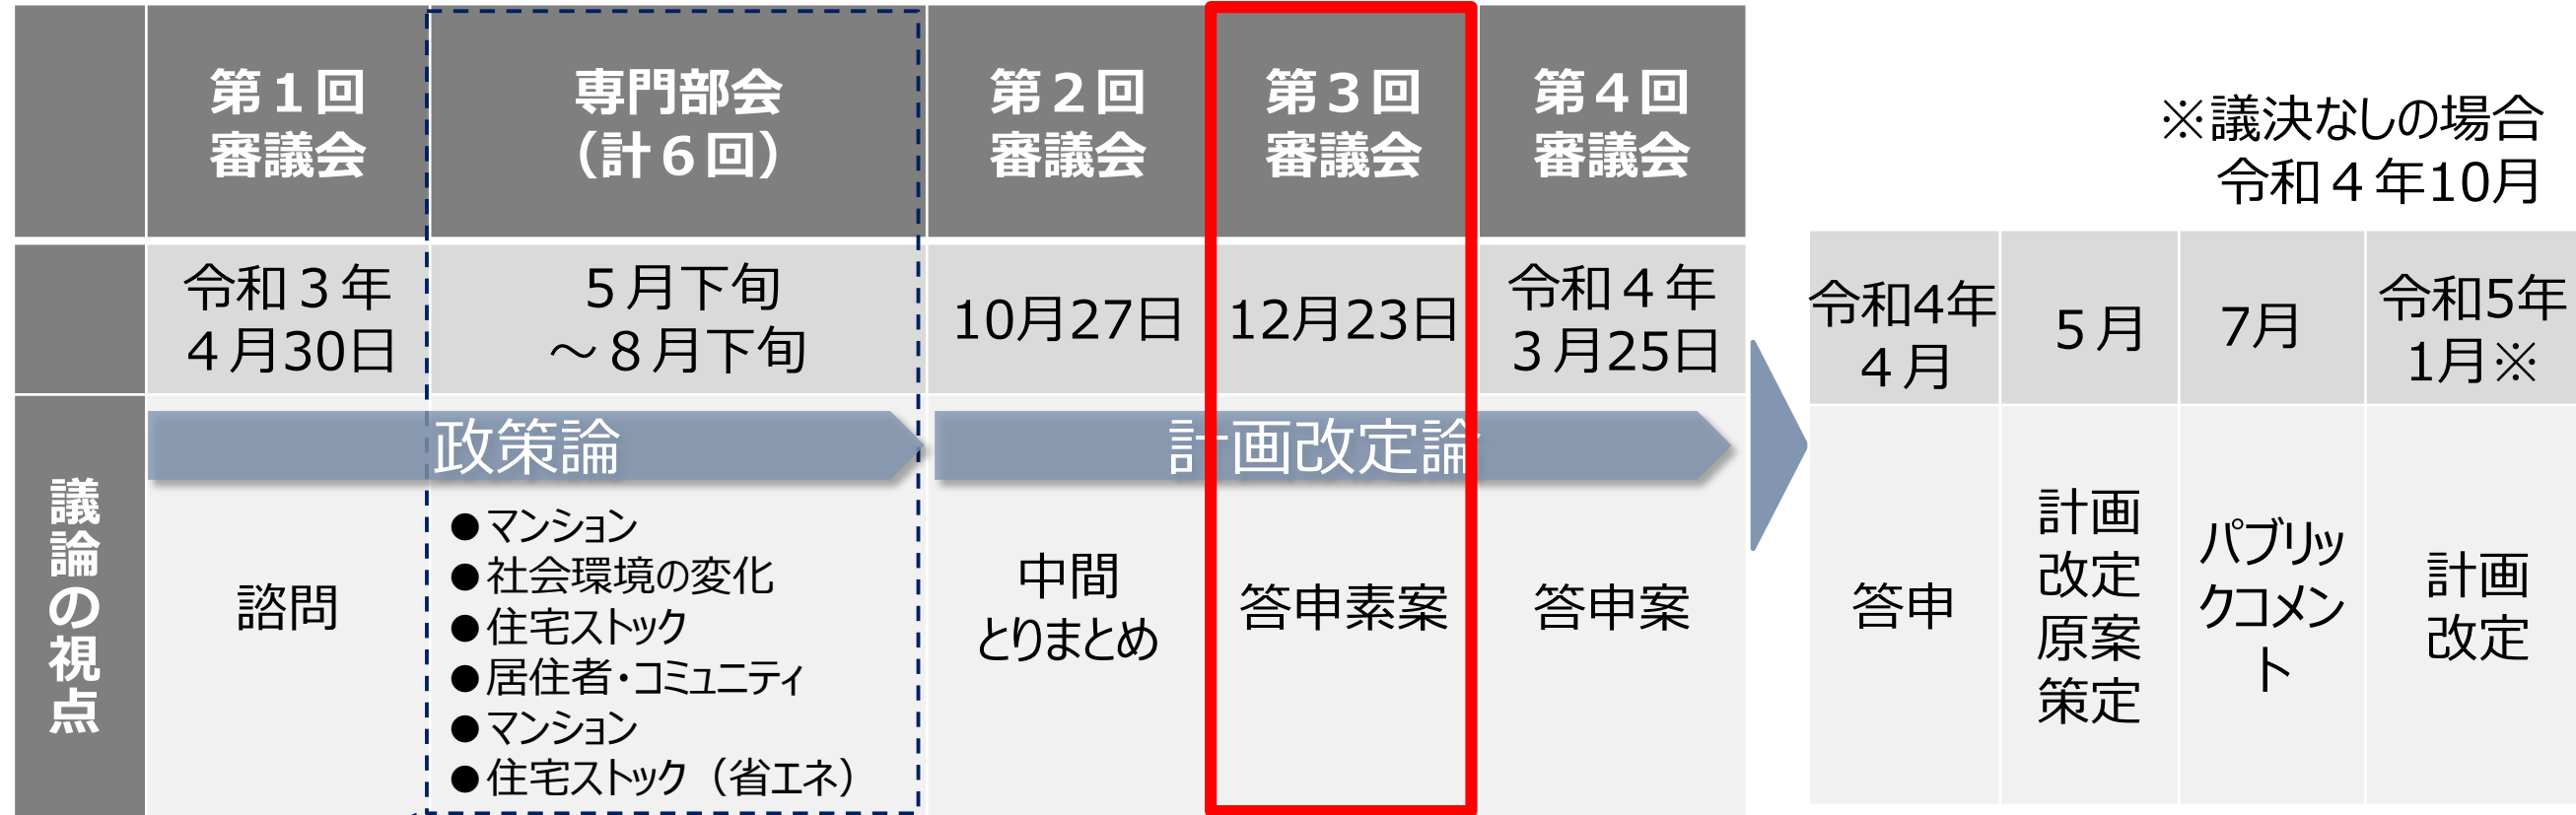 第１回
審議会
専門部会
（計６回）
第２回
審議会
第３回
審議会
第４回
審議会
※議決なしの場合
令和４年10月
令和３年
４月30日
５月下旬
～８月下旬
10月27日
12月23日
令和４年
３月25日
令和4年
４月
５月
7月
令和5年
1月※
議論の視点
政策論
計画改定論
諮問
●マンション
●社会環境の変化
●住宅ストック
●居住者・コミュニティ
●マンション
●住宅ストック（省エネ）
中間
とりまとめ
答申素案
答申案
答申
計画
改定
原案
策定
パブリッ
クコメン
ト
計画
改定